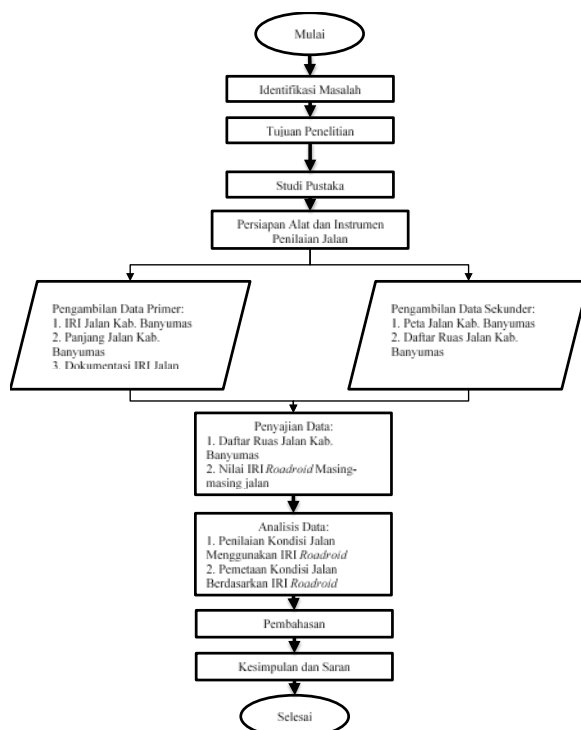 Mulai
Identifikasi Masalah
Tujuan Penelitian
Studi Pustaka
Persiapan Alat dan Instrumen
Penilaian Jalan
Pengambilan Data Primer:
1. IRI Jalan Kab. Banyumas
2. Panjang Jalan Kab.
Banyumas
3. Dokumentasi IRI Jalan
Pengambilan Data Sekunder:
1. Peta Jalan Kab. Banyumas
2. Daftar Ruas Jalan Kab.
Banyumas
Penyajian Data:
1. Daftar Ruas Jalan Kab.
Banyumas
2. Nilai IRI Roadroid Masing-
masing jalan
Analisis Data:
1. Penilaian Kondisi Jalan
Menggunakan IRI Roadroid
2. Pemetaan Kondisi Jalan
Berdasarkan IRI Roadroid
Pembahasan
Kesimpulan dan Saran
Selesai